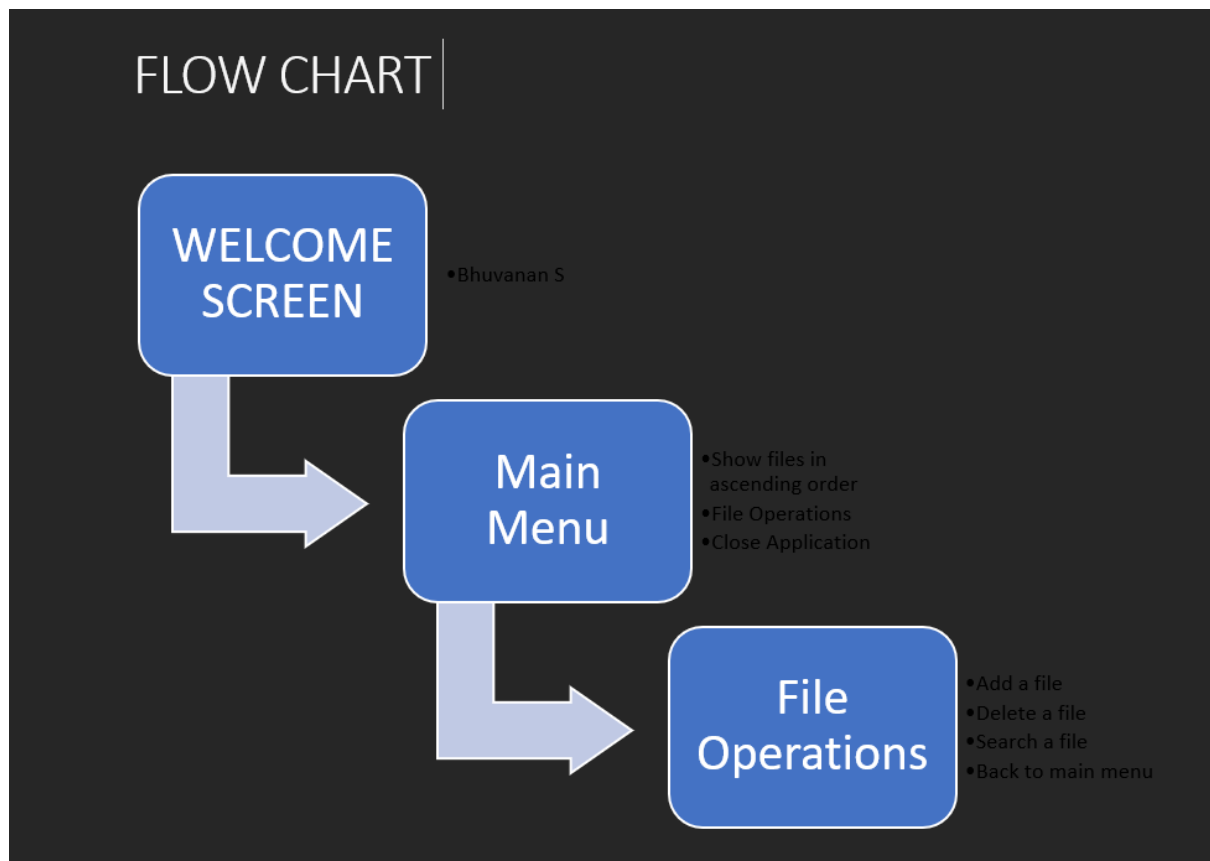 FLOW CHART
WELCOME
SCREEN
•Bhuvanan S
Main
Menu
•Show files in
ascending order
•File Operations
•Close Application
File
Operations
•Add a file
•Delete a file
•Search a file
•Back to main menu